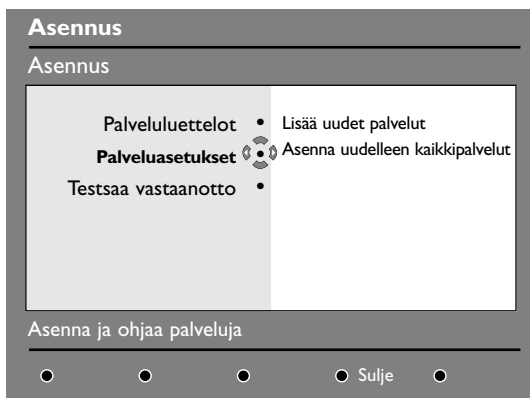 Asennus
Asennus
Palveluluettelot • Lisää uudet palvelut
Palveluasetukset • Asenna uudelleen kaikkipalvelut
Testsaa vastaanotto •
Asenna ja ohjaa palveluja
Sulje